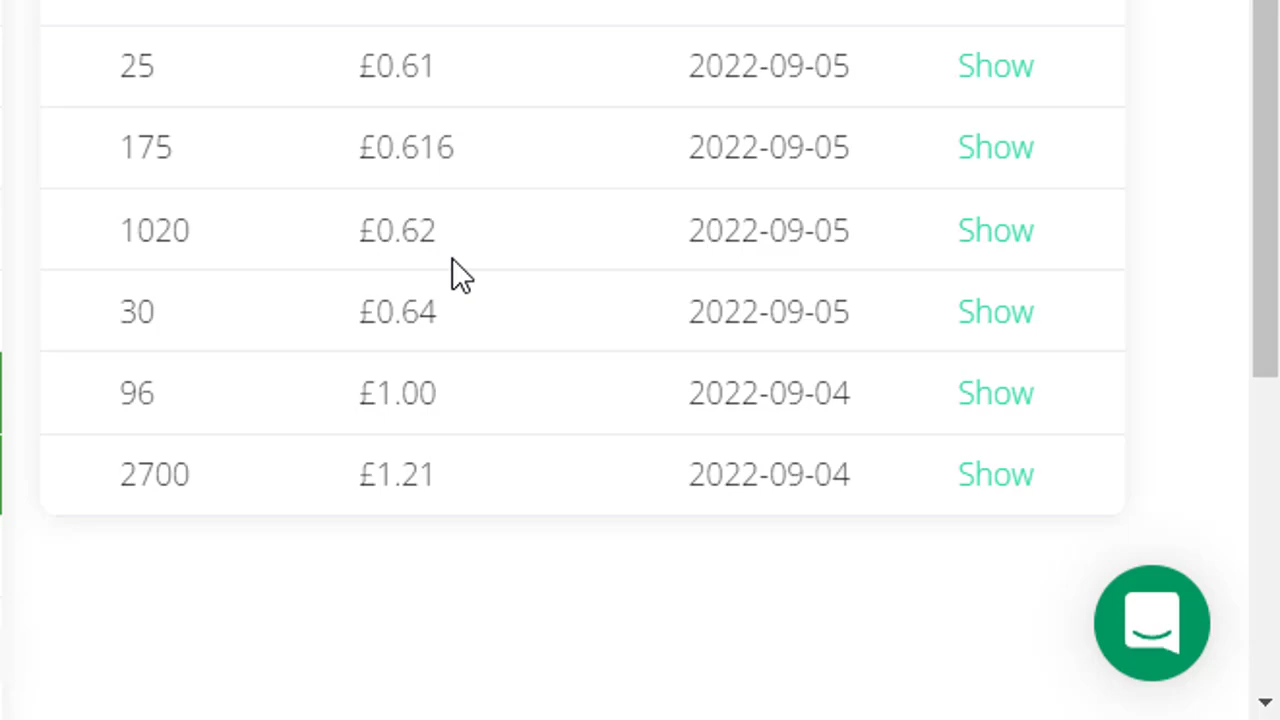 25 £0.61 2022-09-05 Show
175 £0.616 2022-09-05 Show
1020 £0.62 2022-09-05 Show
30 £0.64 2022-09-05 Show
96 £1.00 2022-09-04 Show
2700 £1.21 2022-09-04 Show